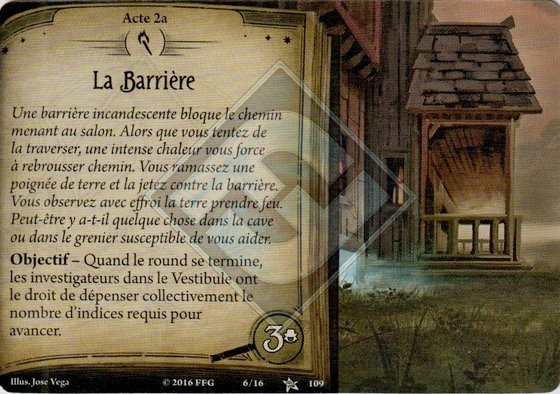 Acte 2a
La Barrière
Une barrière incandescente bloque le chemin
menant au salon. Alors que vous tentez de
la traverser, une intense chaleur vous force
à rebrousser chemin. Vous ramassez une
poignée de terre et la jetez contre la barrière.
Vous observez avec effroi la terre prendre feu.
Peut-être y a-t-il quelque chose dans la cave
ou dans le grenier susceptible de vous aider.
Objectif – Quand le round se termine,
les investigateurs dans le Vestibule ont
le droit de dépenser collectivement le
nombre d'indices requis pour
avancer.
3
Illus. Jose Vega © 2016 FFG 6/16 109